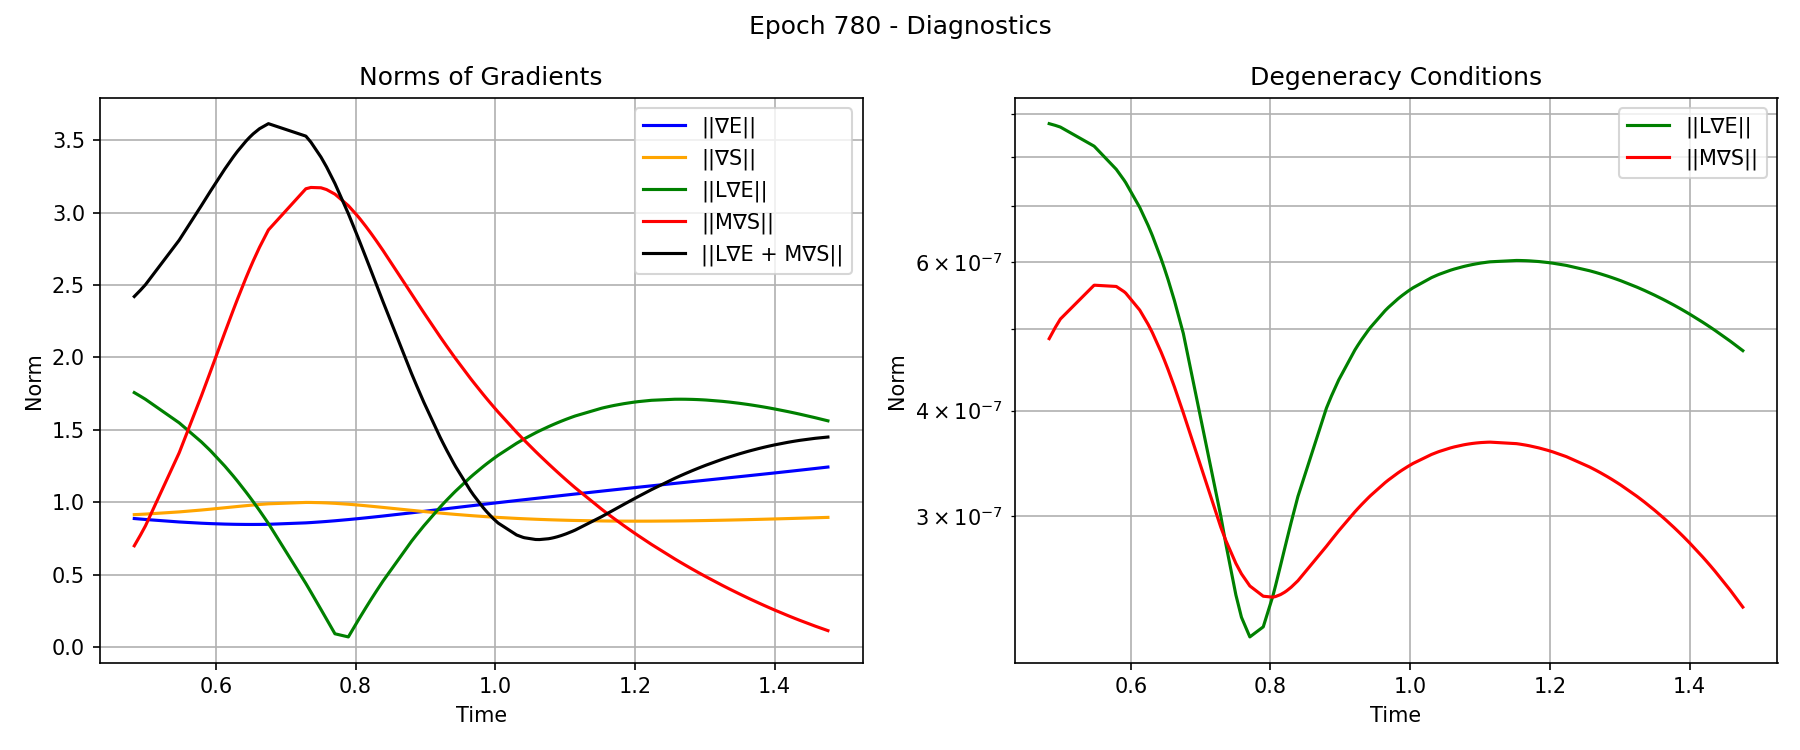 Epoch 780 - Diagnostics
Norms of Gradients
Norm
3.5
3.0
2.5
2.0
1.5
1.0
0.5
0.0
||∇E||
||∇S||
||L∇E||
||M∇S||
||L∇E + M∇S||
0.6
0.8
1.0
1.2
1.4
Time
Degeneracy Conditions
Norm
6 × 10⁻⁷
4 × 10⁻⁷
3 × 10⁻⁷
||L∇E||
||M∇S||
0.6
0.8
1.0
1.2
1.4
Time